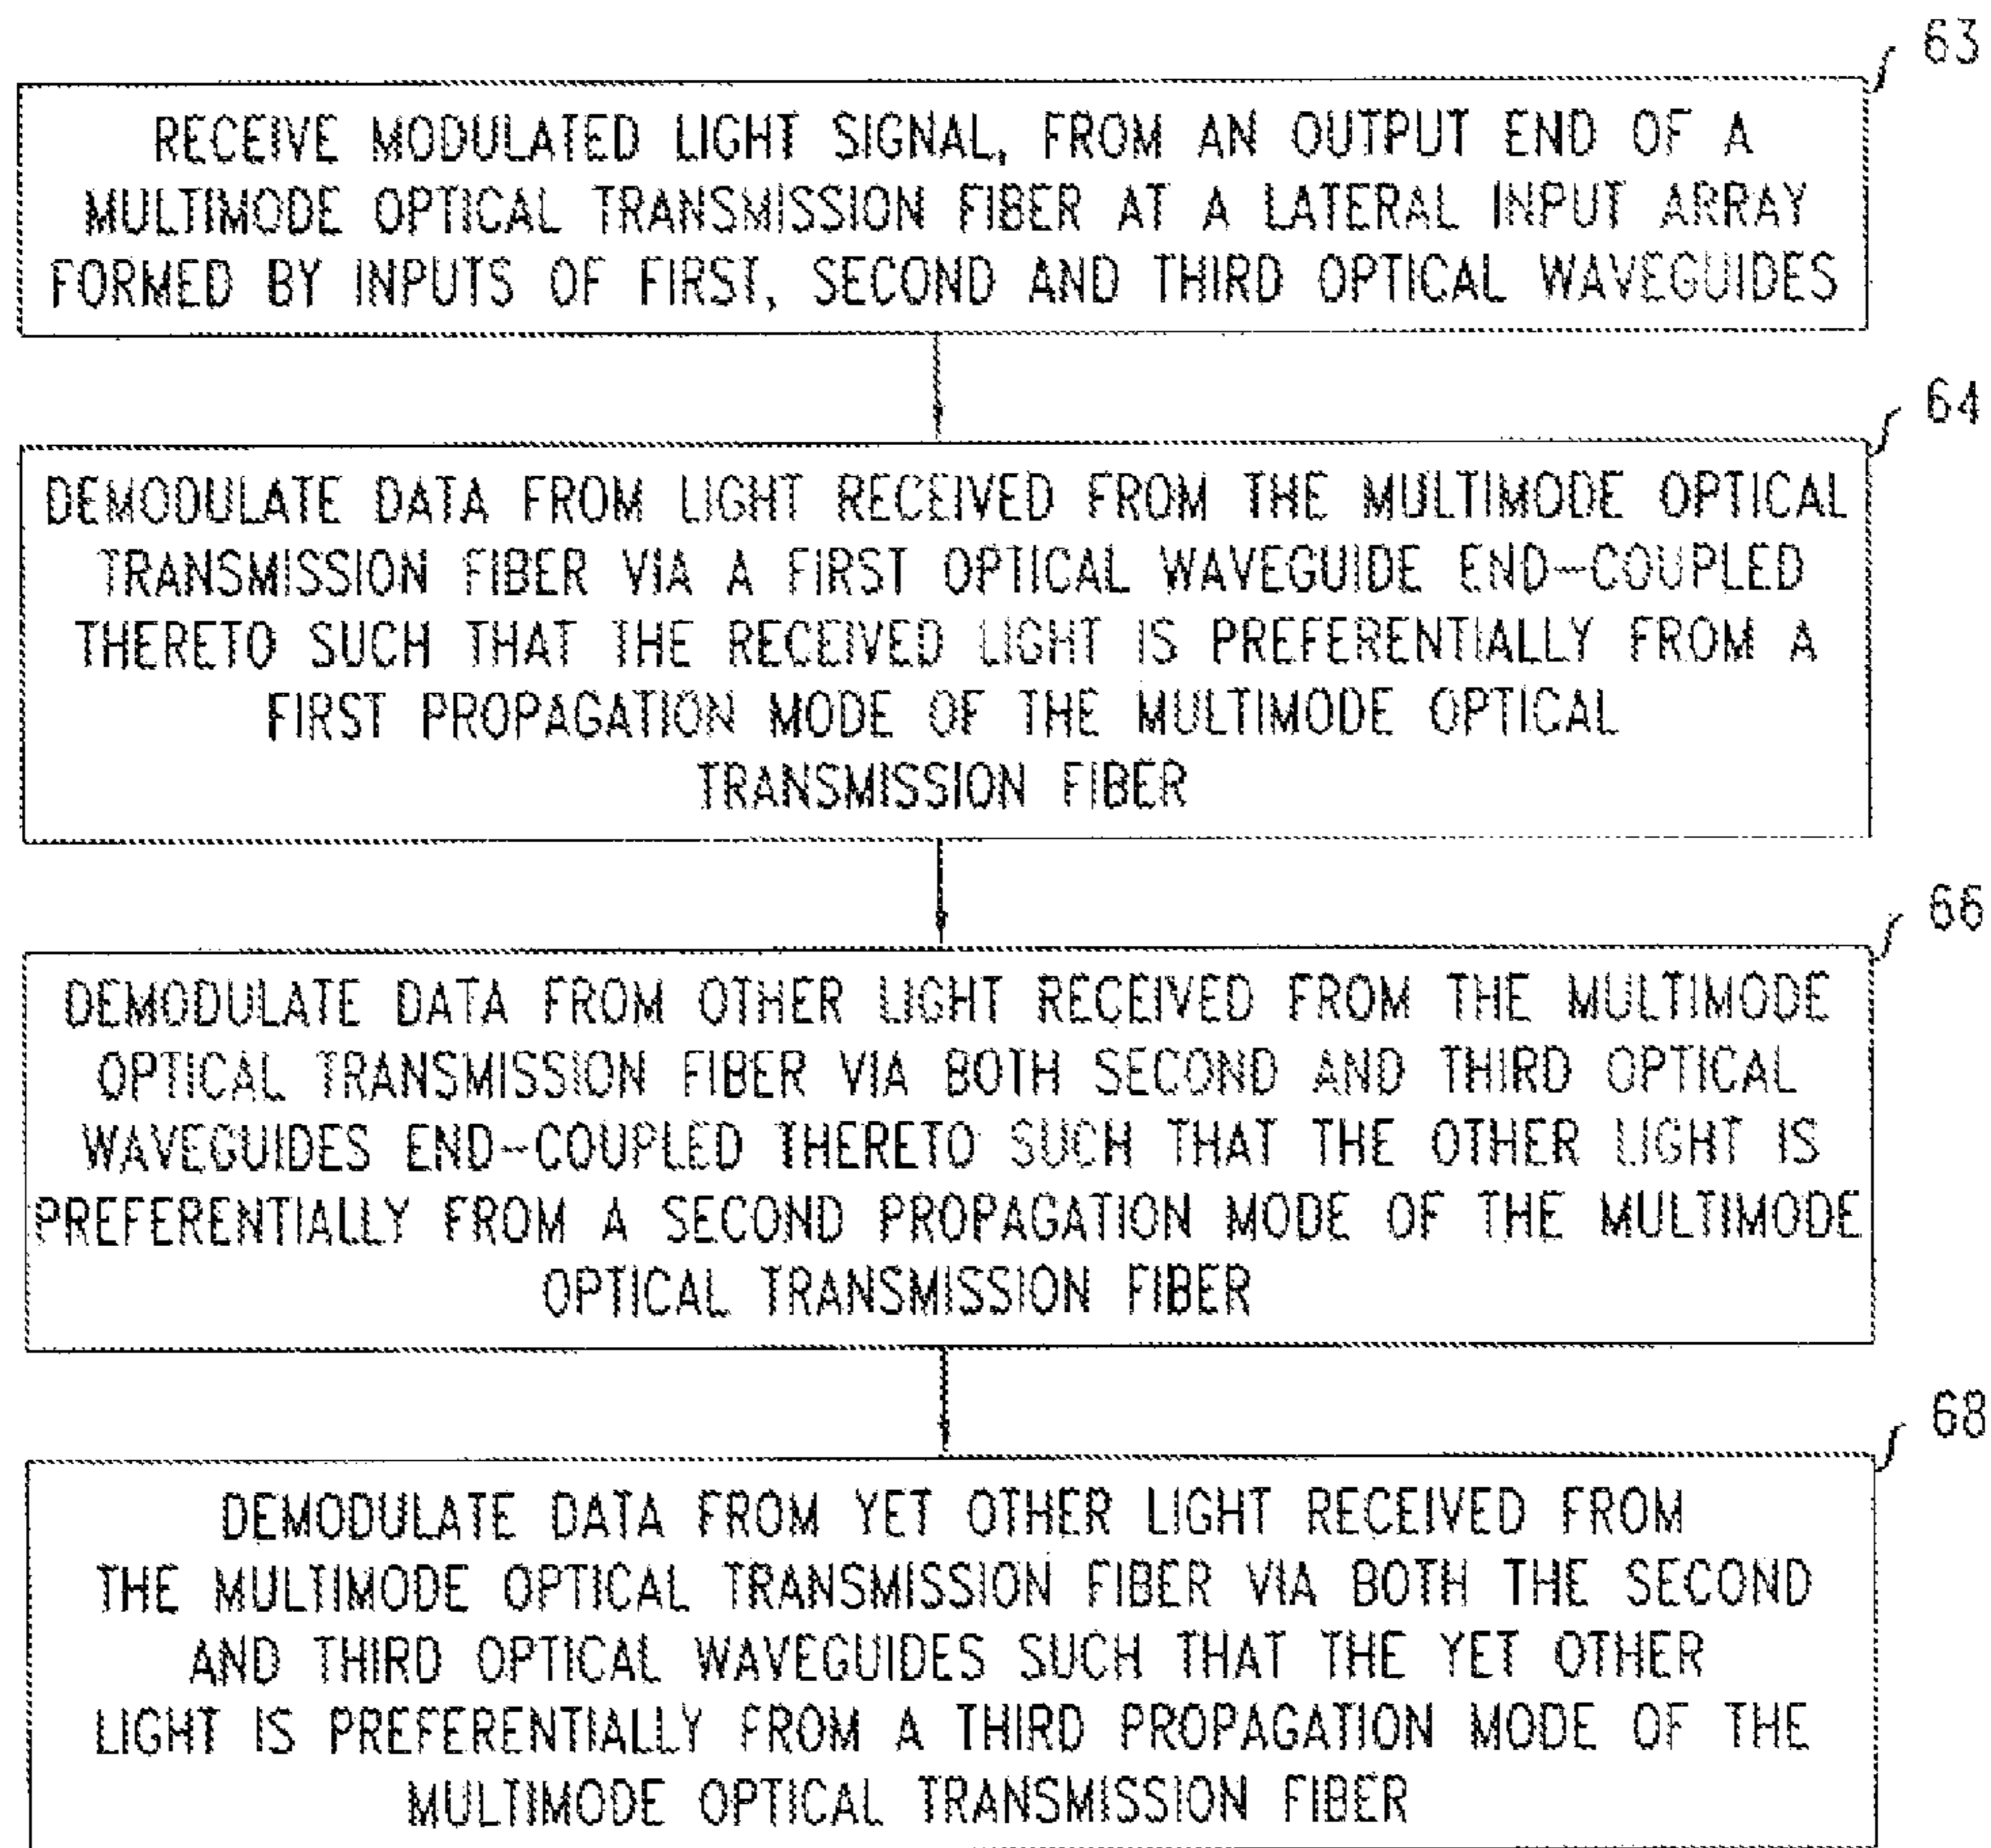 63
RECEIVE MODULATED LIGHT SIGNAL, FROM AN OUTPUT END OF A
MULTIMODE OPTICAL TRANSMISSION FIBER AT A LATERAL INPUT ARRAY
FORMED BY INPUTS OF FIRST, SECOND AND THIRD OPTICAL WAVEGUIDES
64
DEMODULATE DATA FROM LIGHT RECEIVED FROM THE MULTIMODE OPTICAL
TRANSMISSION FIBER VIA A FIRST OPTICAL WAVEGUIDE END-COUPLED
THERETO SUCH THAT THE RECEIVED LIGHT IS PREFERENTIALLY FROM A
FIRST PROPAGATION MODE OF THE MULTIMODE OPTICAL
TRANSMISSION FIBER
66
DEMODULATE DATA FROM OTHER LIGHT RECEIVED FROM THE MULTIMODE
OPTICAL TRANSMISSION FIBER VIA BOTH SECOND AND THIRD OPTICAL
WAVEGUIDES END-COUPLED THERETO SUCH THAT THE OTHER LIGHT IS
PREFERENTIALLY FROM A SECOND PROPAGATION MODE OF THE MULTIMODE
OPTICAL TRANSMISSION FIBER
68
DEMODULATE DATA FROM YET OTHER LIGHT RECEIVED FROM
THE MULTIMODE OPTICAL TRANSMISSION FIBER VIA BOTH THE SECOND
AND THIRD OPTICAL WAVEGUIDES SUCH THAT THE YET OTHER
LIGHT IS PREFERENTIALLY FROM A THIRD PROPAGATION MODE OF THE
MULTIMODE OPTICAL TRANSMISSION FIBER